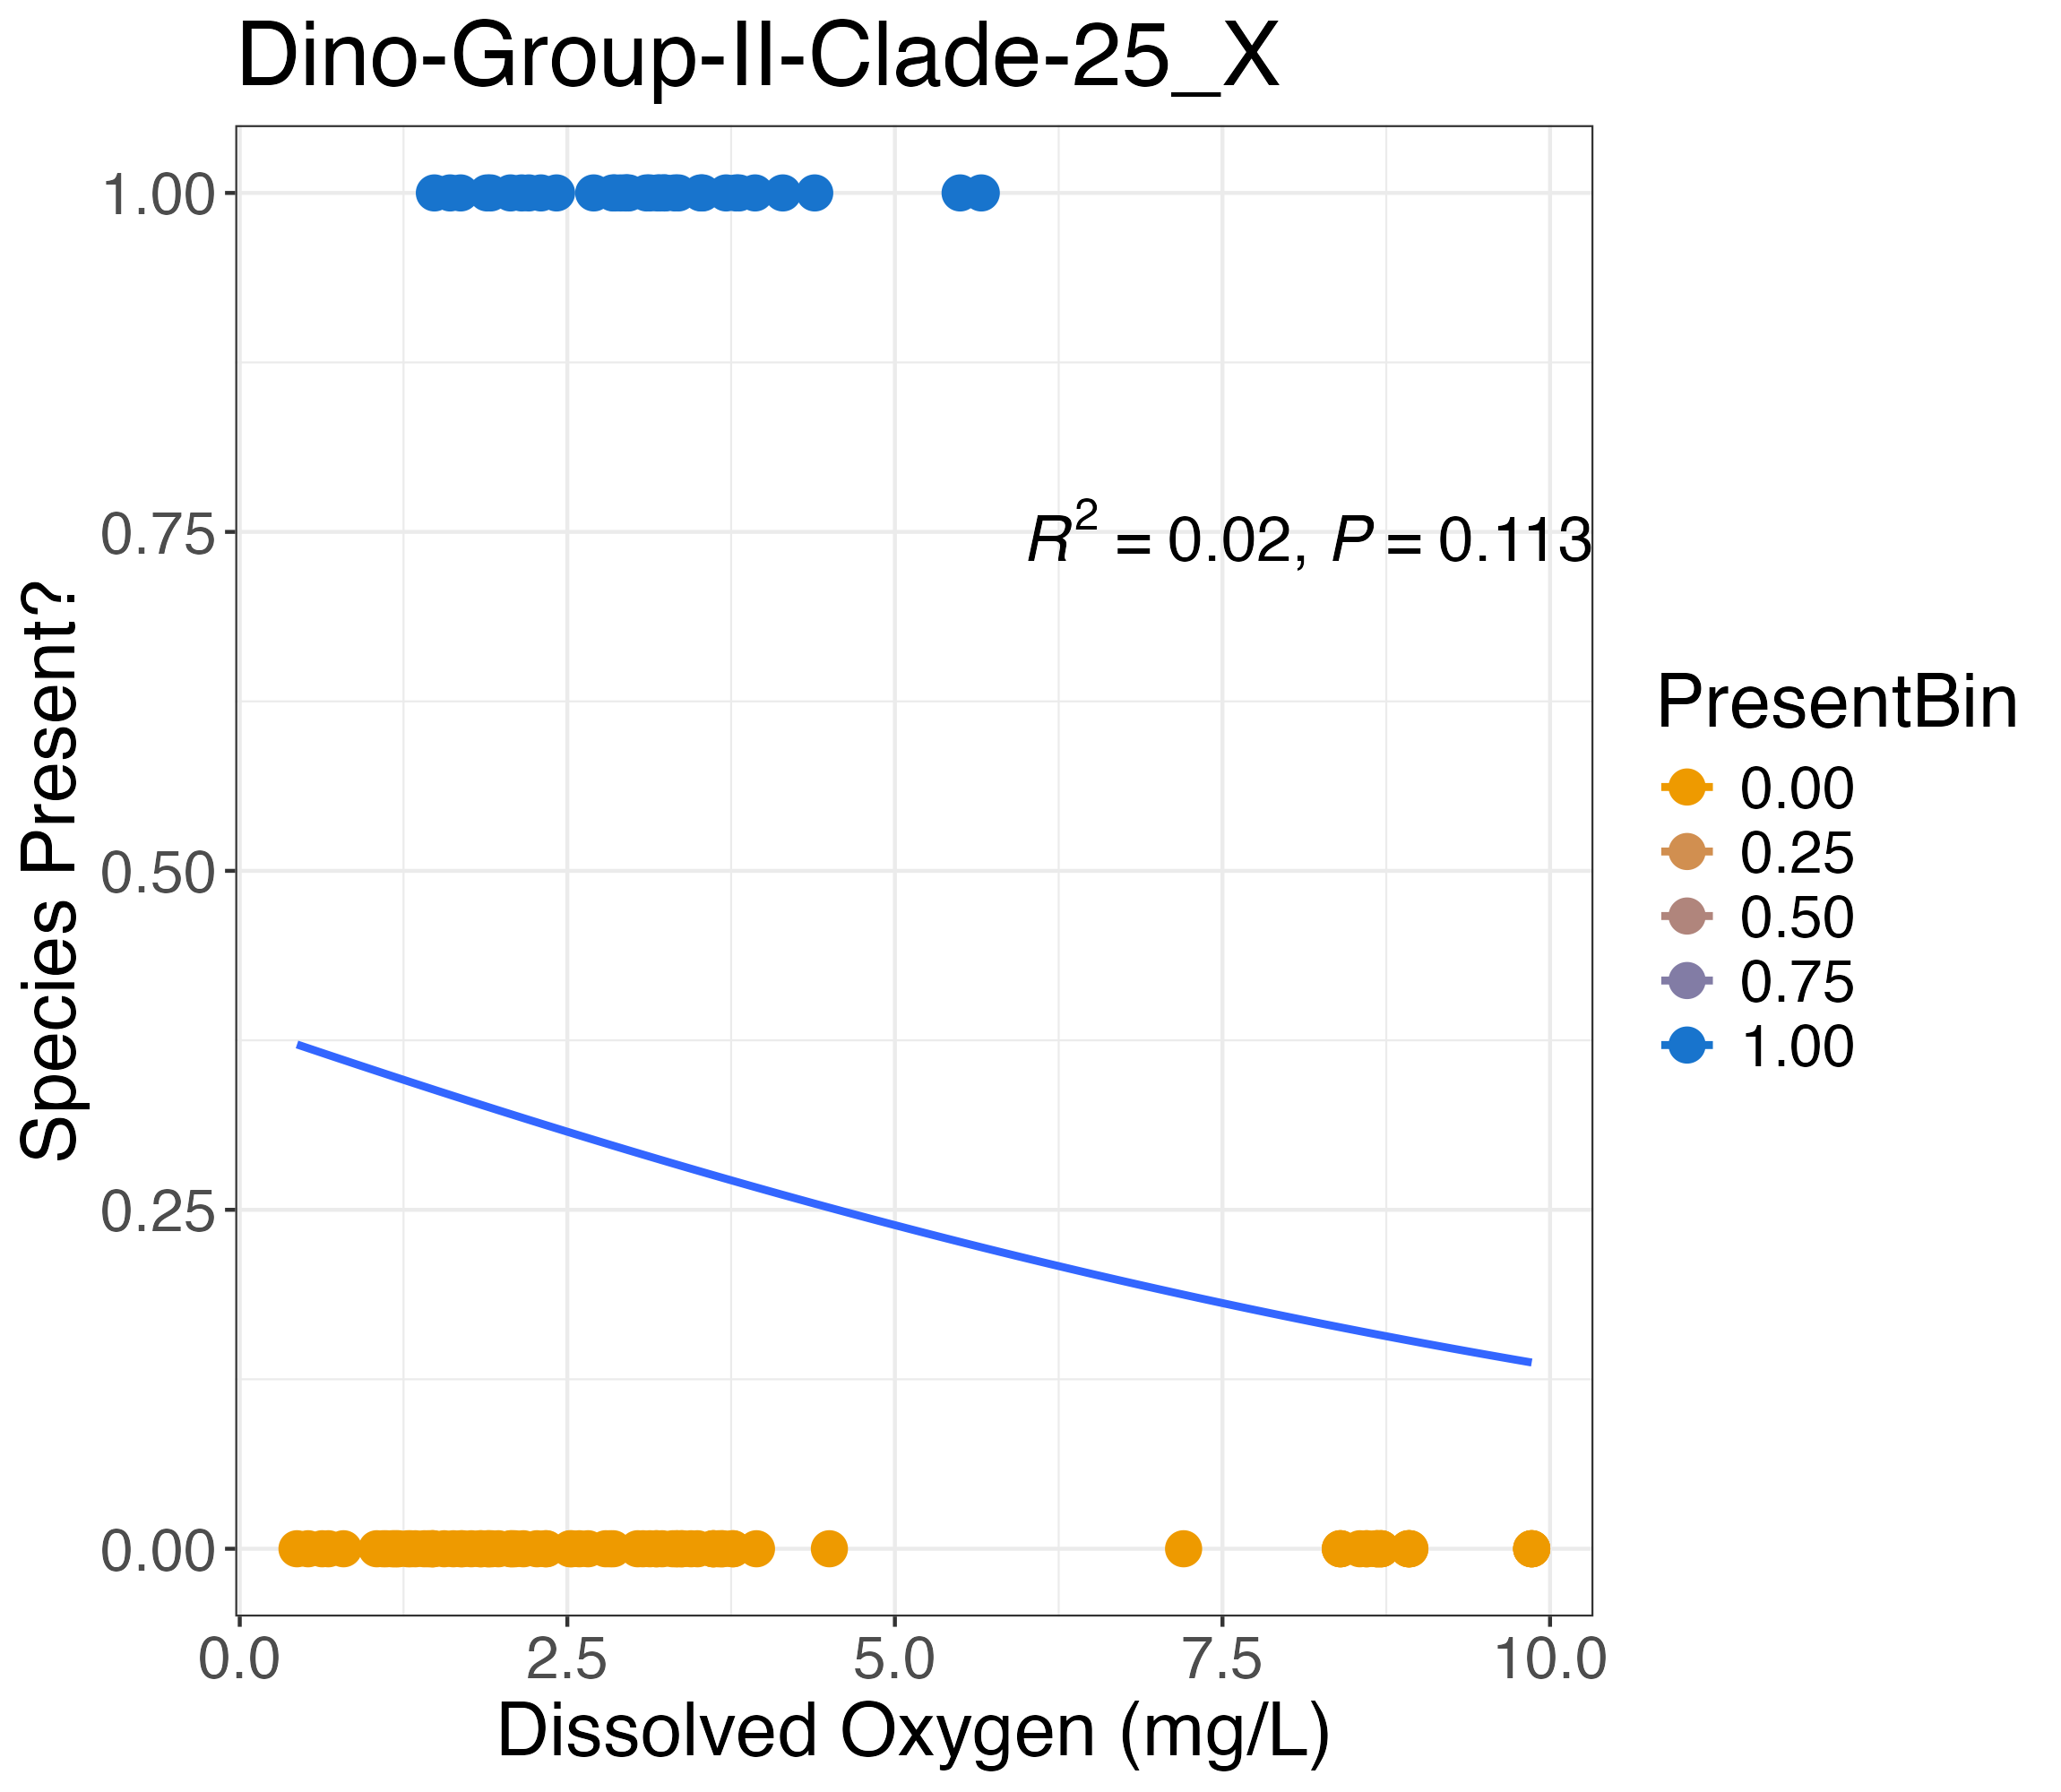 Dino-Group-II-Clade-25_X
1.00
0.75
0.50
0.25
0.00
Species Present?
R² = 0.02, P = 0.113
0.0 2.5 5.0 7.5 10.0
Dissolved Oxygen (mg/L)
PresentBin
0.00
0.25
0.50
0.75
1.00